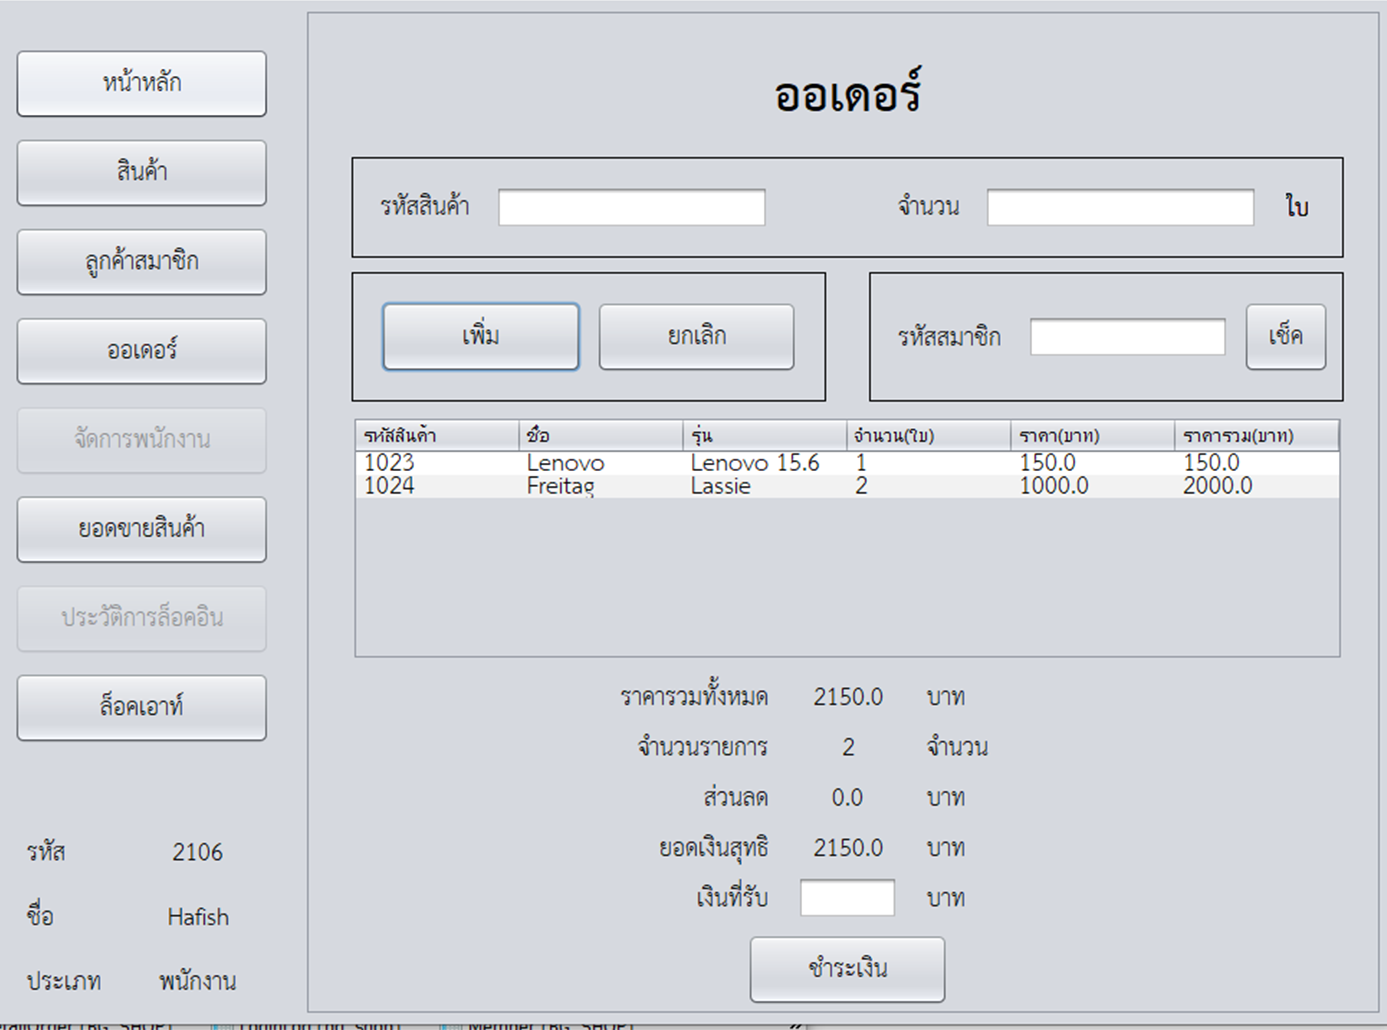 หน้าหลัก
สินค้า
ลูกค้าสมาชิก
ออเดอร์
จัดการพนักงาน
ยอดขายสินค้า
ประวัติการล็อคอิน
ล็อคเอาท์
รหัส 2106
ชื่อ Hafish
ประเภท พนักงาน
ออเดอร์
รหัสสินค้า จำนวน ใบ
เพิ่ม ยกเลิก รหัสสมาชิก เช็ค
รหัสสินค้า ชื่อ รุ่น จำนวน(ใบ) ราคา(บาท) ราคารวม(บาท)
1023 Lenovo Lenovo 15.6 1 150.0 150.0
1024 Freitag Lassie 2 1000.0 2000.0
ราคารวมทั้งหมด 2150.0 บาท
จำนวนรายการ 2 จำนวน
ส่วนลด 0.0 บาท
ยอดเงินสุทธิ 2150.0 บาท
เงินที่รับ บาท
ชำระเงิน